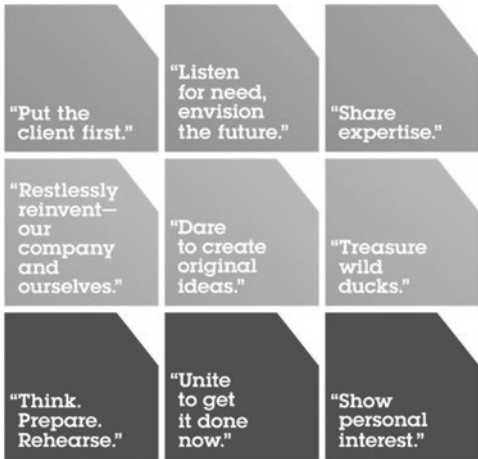 “Put the
client first.”
“Listen
for need,
envision
the future.”
“Share
expertise.”
“Restlessly
reinvent—
our
company
and
ourselves.”
“Dare
to create
original
ideas.”
“Treasure
wild
ducks.”
“Think.
Prepare.
Rehearse.”
“Unite
to get
it done
now.”
“Show
personal
interest.”